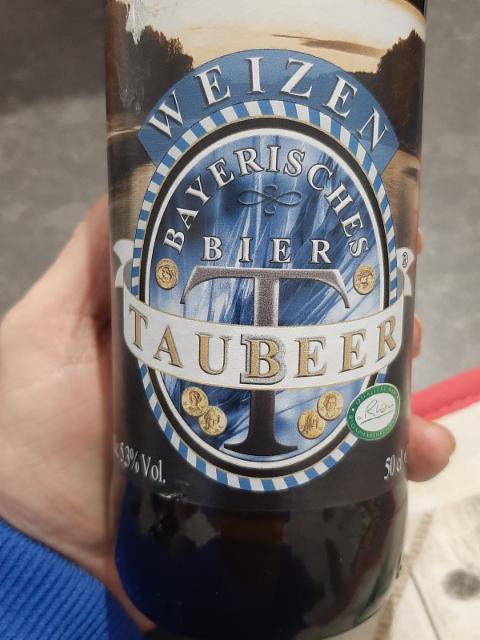 WEIZEN
BAYERISCHES
BIER
T
TAUBEER
®
5,3% Vol.
50 cl